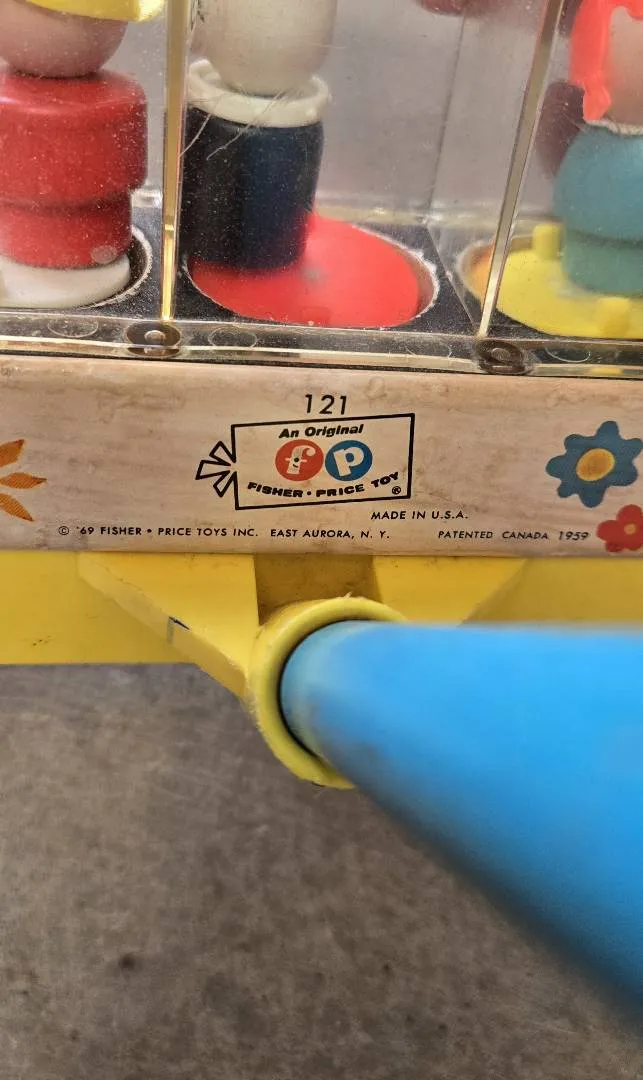 121
An Original
fp
FISHER • PRICE TOY ®
MADE IN U.S.A.
© '69 FISHER • PRICE TOYS INC. EAST AURORA, N. Y. PATENTED CANADA 1959